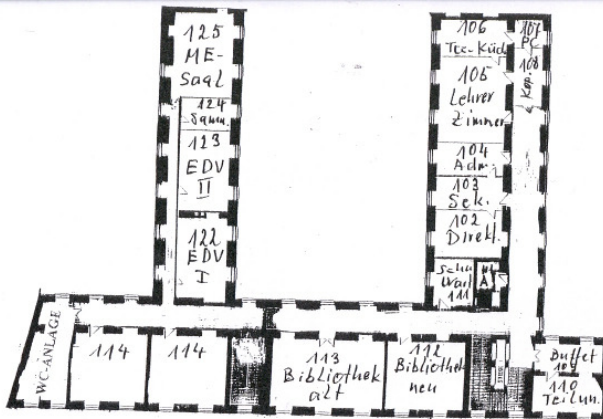 125
ME-
Saal
124
Samm.
123
EDV
II
122
EDV
I
106
Tee-Küch
107
PC
108
Kop.
105
Lehrer
Zimmer
104
Adm.
103
Sek.
102
Direkt.
Schu
Wart
111
A
WC-ANLAGE
114
114
113
Bibliothek
alt
112
Bibliothek
neu
Buffet
109
110
Teilun.